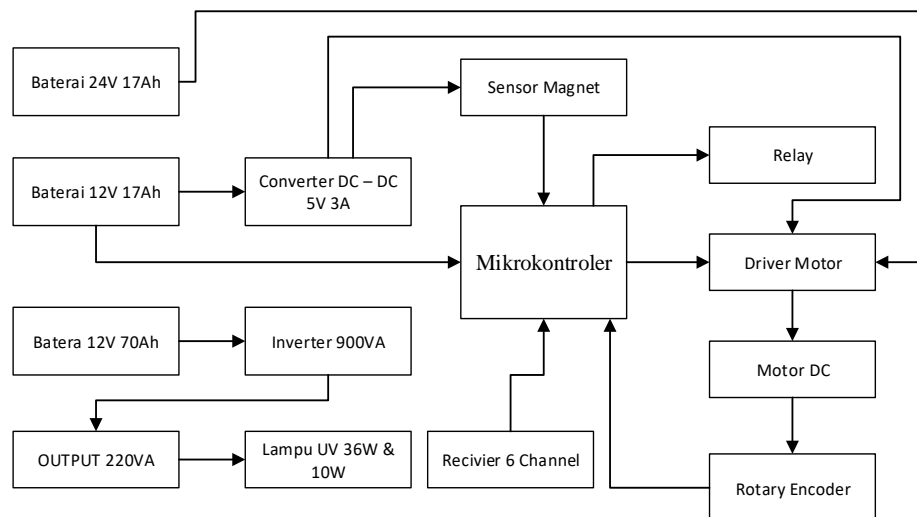 Baterai 24V 17Ah
Sensor Magnet
Relay
Baterai 12V 17Ah
Converter DC – DC
5V 3A
Mikrokontroler
Driver Motor
Batera 12V 70Ah
Inverter 900VA
Motor DC
OUTPUT 220VA
Lampu UV 36W &
10W
Recivier 6 Channel
Rotary Encoder